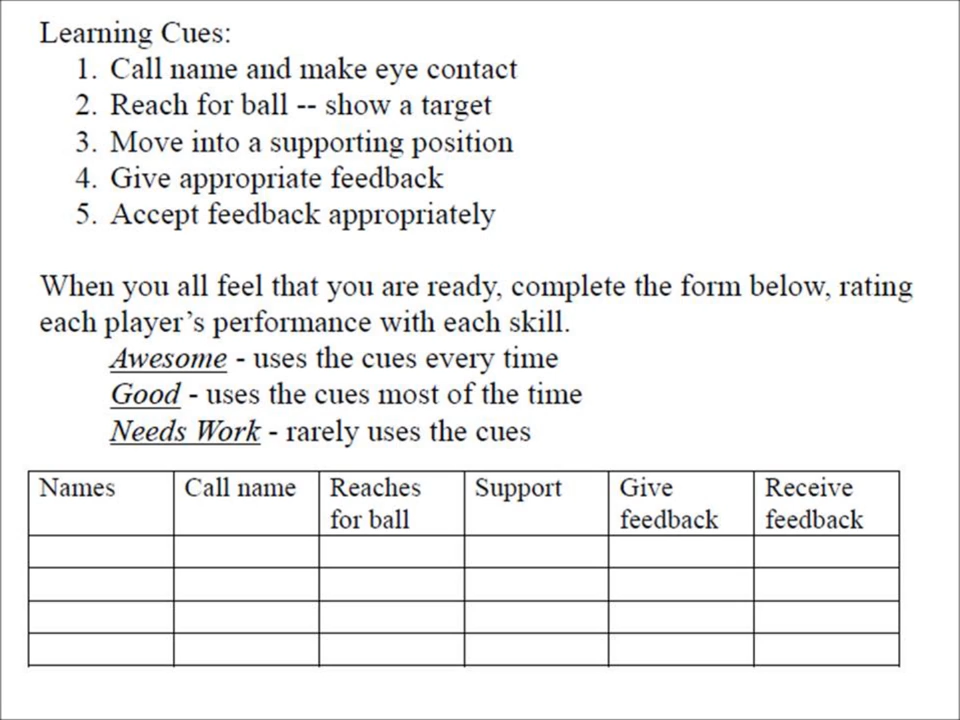 Learning Cues:
1. Call name and make eye contact
2. Reach for ball -- show a target
3. Move into a supporting position
4. Give appropriate feedback
5. Accept feedback appropriately
When you all feel that you are ready, complete the form below, rating
each player’s performance with each skill.
Awesome - uses the cues every time
Good - uses the cues most of the time
Needs Work - rarely uses the cues
Names Call name Reaches Support Give Receive
for ball feedback feedback